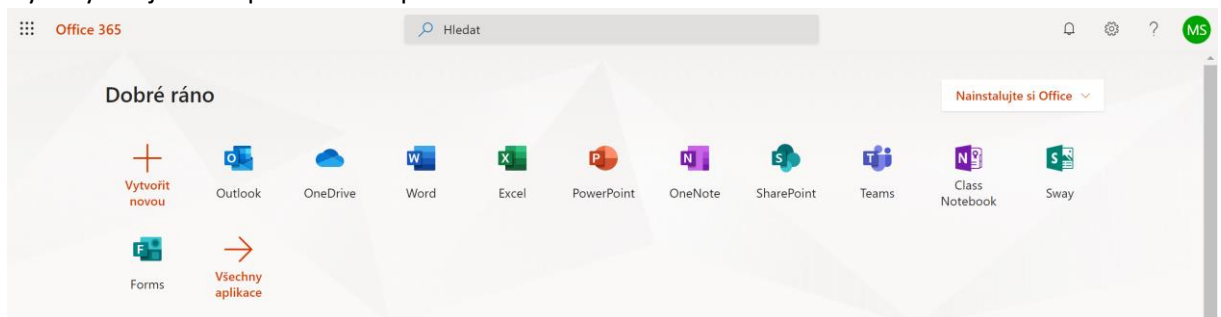 Office 365
Hledat
?
MS
Dobré ráno
Nainstalujte si Office
Vytvořit
novou
Outlook
OneDrive
Word
Excel
PowerPoint
OneNote
SharePoint
Teams
Class
Notebook
Sway
Forms
Všechny
aplikace